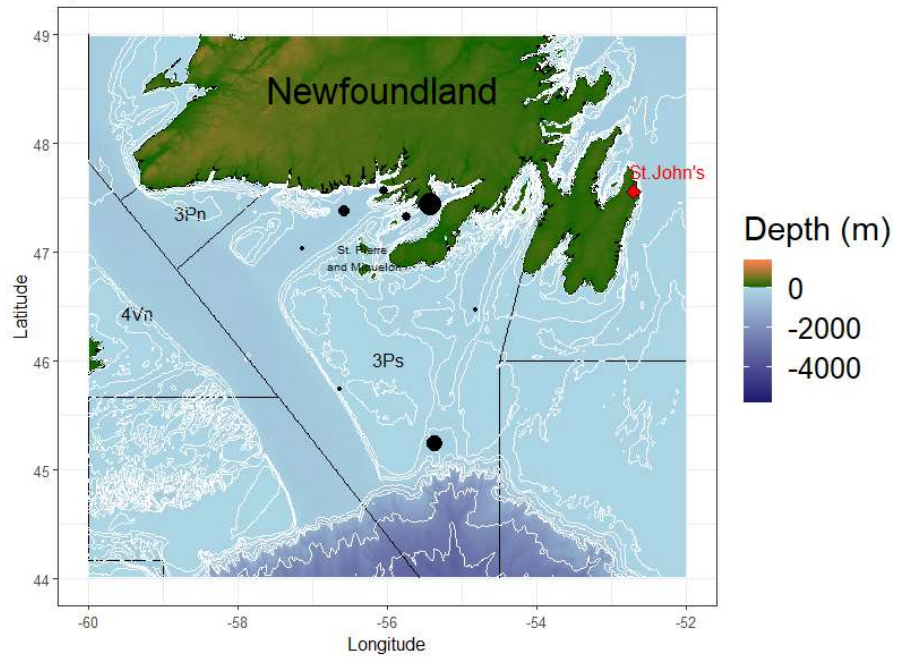 49
48
47
46
45
44
Latitude
Newfoundland
St.John's
3Pn
St. Pierre
and Miquelon
4Vn
3Ps
-60
-58
-56
-54
-52
Longitude
Depth (m)
0
-2000
-4000